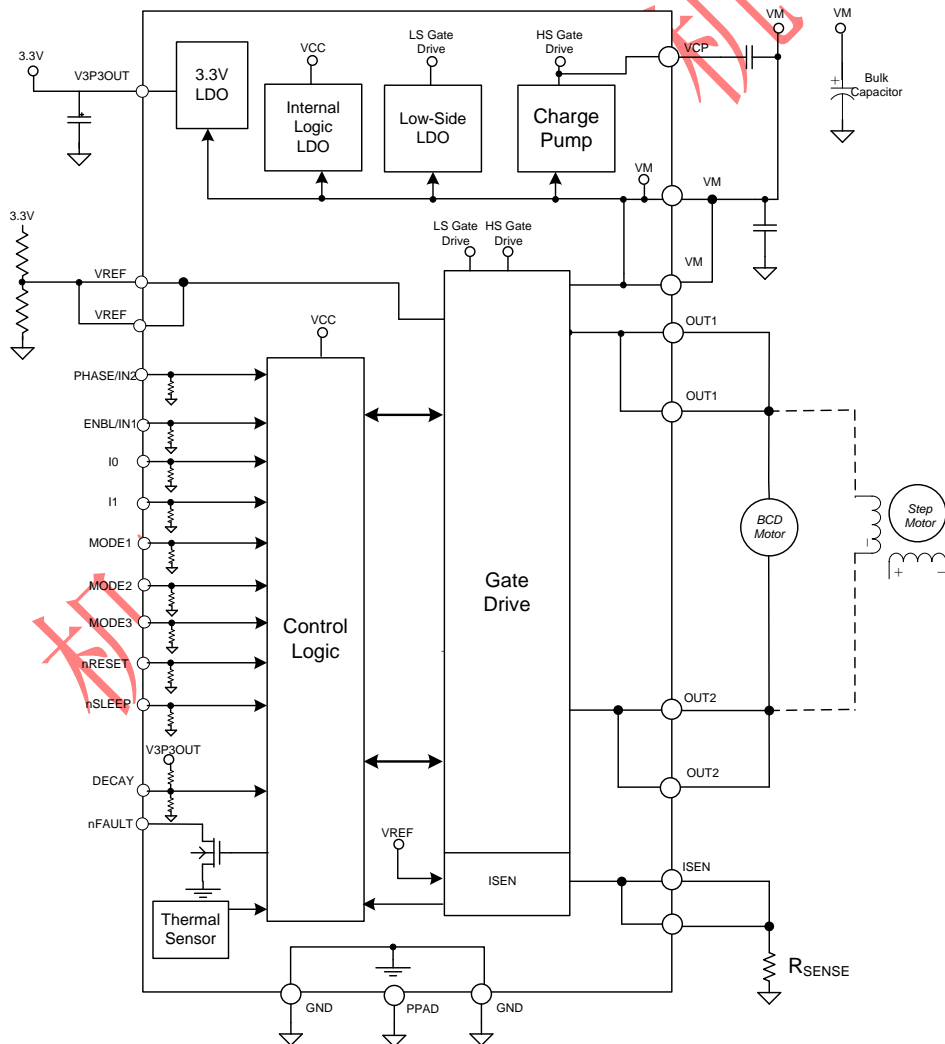 VM
VM
LS Gate
Drive
HS Gate
Drive
VCC
VCP
3.3V
V3P3OUT
3.3V
LDO
Internal
Logic
LDO
Low-Side
LDO
Charge
Pump
+
Bulk
Capacitor
+
VM
VM
3.3V
LS Gate
Drive
HS Gate
Drive
VM
VREF
VREF
OUT1
VCC
PHASE/IN2
OUT1
ENBL/IN1
I0
I1
BCD
Motor
Step
Motor
MODE1
MODE2
MODE3
Gate
Drive
+
−
−
Control
Logic
nRESET
nSLEEP
OUT2
V3P3OUT
DECAY
OUT2
nFAULT
VREF
ISEN
ISEN
Thermal
Sensor
RSENSE
GND
PPAD
GND
机